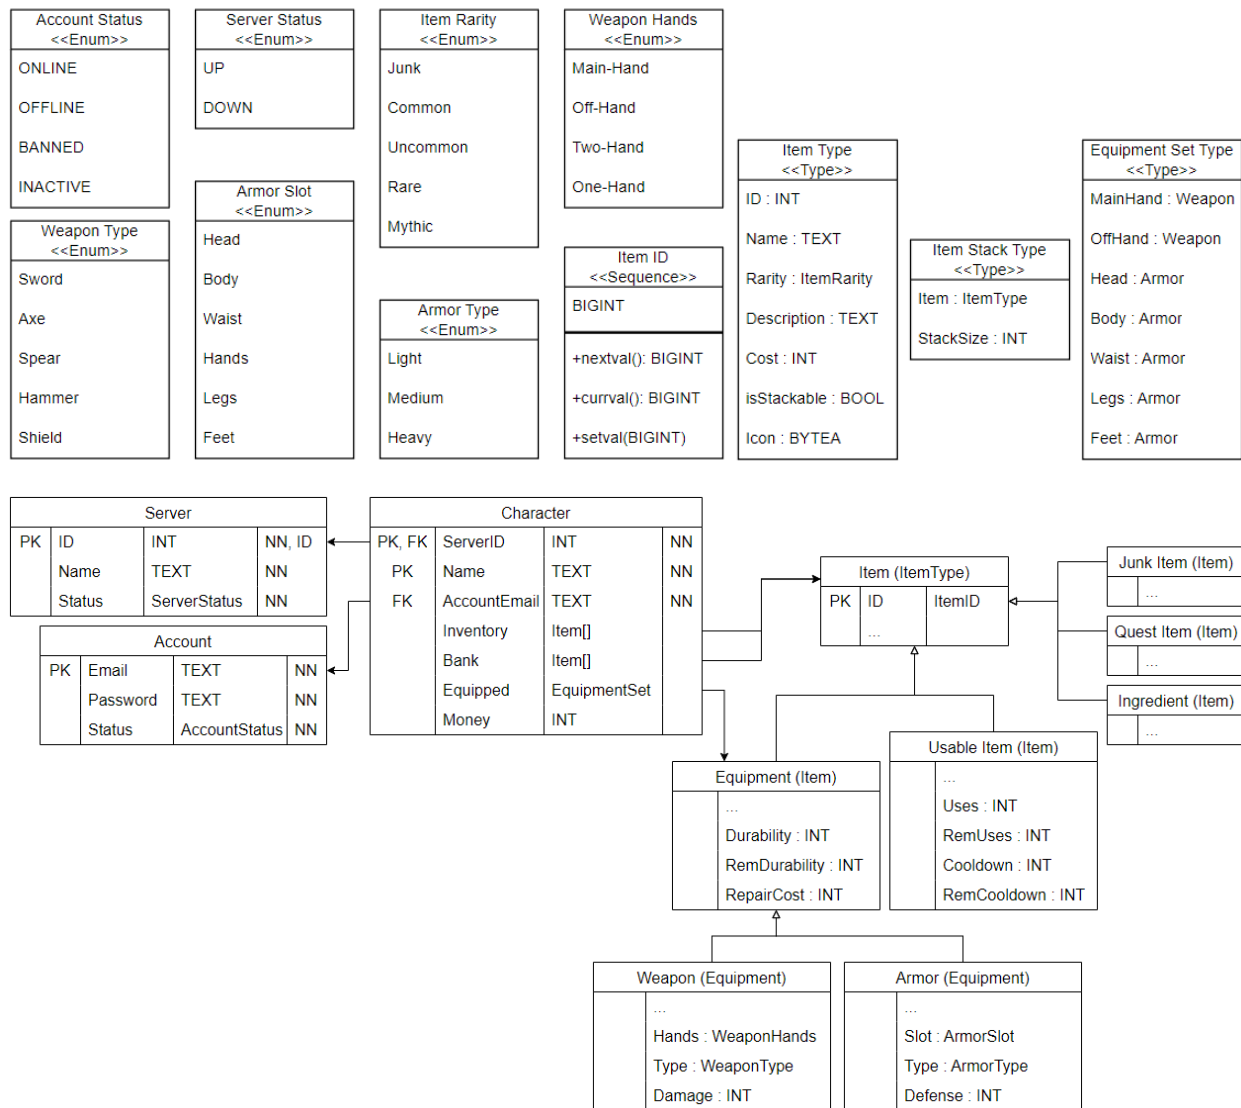 Account Status
<<Enum>>
ONLINE
OFFLINE
BANNED
INACTIVE
Server Status
<<Enum>>
UP
DOWN
Item Rarity
<<Enum>>
Junk
Common
Uncommon
Rare
Mythic
Weapon Hands
<<Enum>>
Main-Hand
Off-Hand
Two-Hand
One-Hand
Weapon Type
<<Enum>>
Sword
Axe
Spear
Hammer
Shield
Armor Slot
<<Enum>>
Head
Body
Waist
Hands
Legs
Feet
Armor Type
<<Enum>>
Light
Medium
Heavy
Item ID
<<Sequence>>
BIGINT
+nextval(): BIGINT
+currval(): BIGINT
+setval(BIGINT)
Item Type
<<Type>>
ID : INT
Name : TEXT
Rarity : ItemRarity
Description : TEXT
Cost : INT
isStackable : BOOL
Icon : BYTEA
Item Stack Type
<<Type>>
Item : ItemType
StackSize : INT
Equipment Set Type
<<Type>>
MainHand : Weapon
OffHand : Weapon
Head : Armor
Body : Armor
Waist : Armor
Legs : Armor
Feet : Armor
Server
PK ID INT NN, ID
Name TEXT NN
Status ServerStatus NN
Account
PK Email TEXT NN
Password TEXT NN
Status AccountStatus NN
Character
PK, FK ServerID INT NN
PK Name TEXT NN
FK AccountEmail TEXT NN
Inventory Item[]
Bank Item[]
Equipped EquipmentSet
Money INT
Item (ItemType)
PK ID ItemID
...
Junk Item (Item)
...
Quest Item (Item)
...
Ingredient (Item)
...
Equipment (Item)
...
Durability : INT
RemDurability : INT
RepairCost : INT
Usable Item (Item)
...
Uses : INT
RemUses : INT
Cooldown : INT
RemCooldown : INT
Weapon (Equipment)
...
Hands : WeaponHands
Type : WeaponType
Damage : INT
Armor (Equipment)
...
Slot : ArmorSlot
Type : ArmorType
Defense : INT